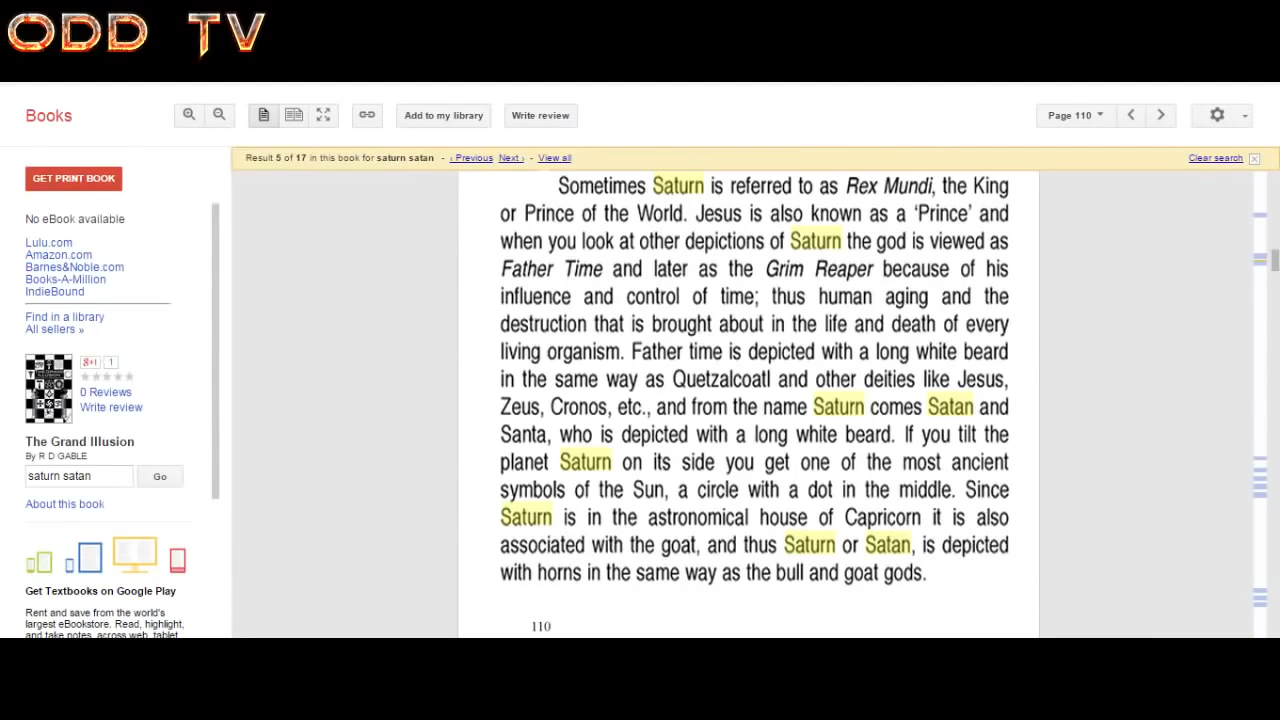 ODD TV
Books
Add to my library
Write review
Page 110
Result 5 of 17 in this book for saturn satan - ‹ Previous Next › - View all
Clear search
GET PRINT BOOK
No eBook available
Lulu.com
Amazon.com
Barnes&Noble.com
Books-A-Million
IndieBound
Find in a library
All sellers »
g+1 1
0 Reviews
Write review
The Grand Illusion
By R D GABLE
saturn satan
Go
About this book
Get Textbooks on Google Play
Rent and save from the world's
largest eBookstore. Read, highlight,
and take notes, across web, tablet,
Sometimes Saturn is referred to as Rex Mundi, the King
or Prince of the World. Jesus is also known as a ‘Prince’ and
when you look at other depictions of Saturn the god is viewed as
Father Time and later as the Grim Reaper because of his
influence and control of time; thus human aging and the
destruction that is brought about in the life and death of every
living organism. Father time is depicted with a long white beard
in the same way as Quetzalcoatl and other deities like Jesus,
Zeus, Cronos, etc., and from the name Saturn comes Satan and
Santa, who is depicted with a long white beard. If you tilt the
planet Saturn on its side you get one of the most ancient
symbols of the Sun, a circle with a dot in the middle. Since
Saturn is in the astronomical house of Capricorn it is also
associated with the goat, and thus Saturn or Satan, is depicted
with horns in the same way as the bull and goat gods.
110